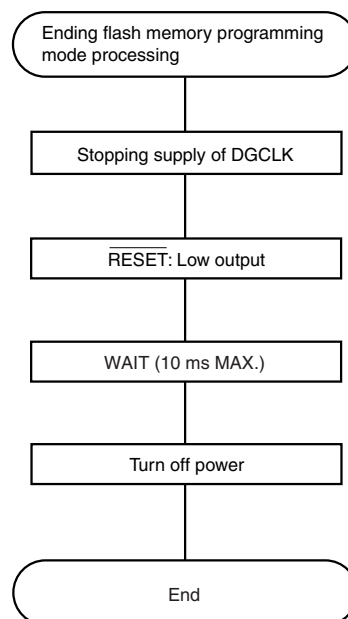 Ending flash memory programming
mode processing
Stopping supply of DGCLK
RESET: Low output
WAIT (10 ms MAX.)
Turn off power
End